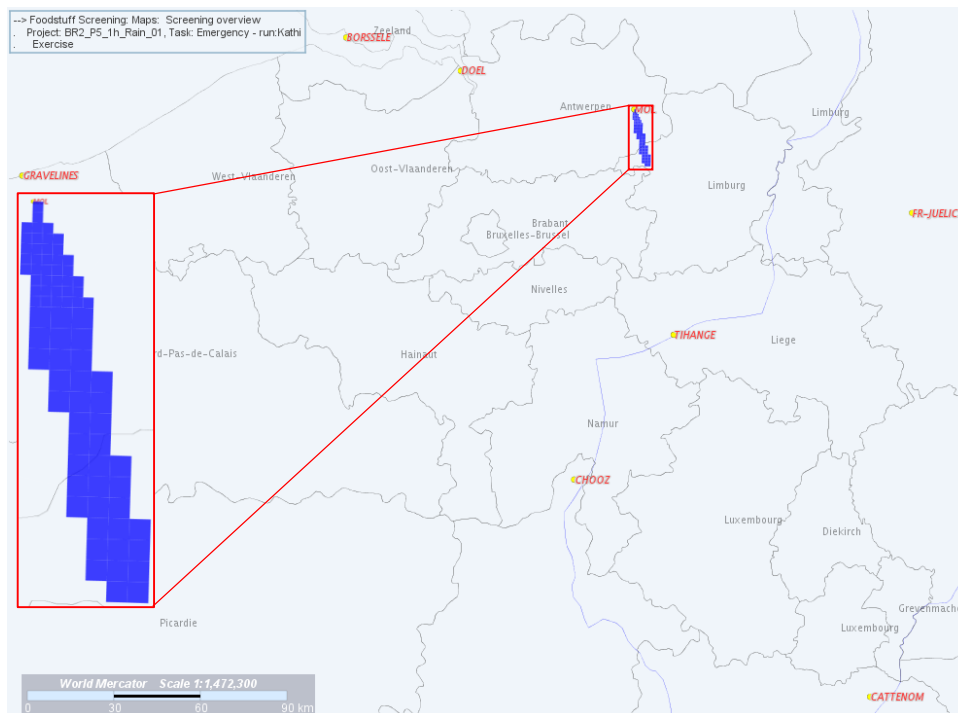 --> Foodstuff Screening: Maps:  Screening overview
.   Project: BR2_P5_1h_Rain_01, Task: Emergency - run:Kathi
.     Exercise
Zeeland
BORSSELE
DOEL
Antwerpen
MOL
Limburg
GRAVELINES
West-Vlaanderen
Oost-Vlaanderen
Limburg
MOL
FR-JUELIC
Brabant
Bruxelles-Brussel
Nivelles
TIHANGE
Liege
rd-Pas-de-Calais
Hainaut
Namur
CHOOZ
Luxembourg
Diekirch
Grevenmache
Picardie
Luxembourg
World Mercator   Scale 1:1,472,300
0 30 60 90 km
CATTENOM